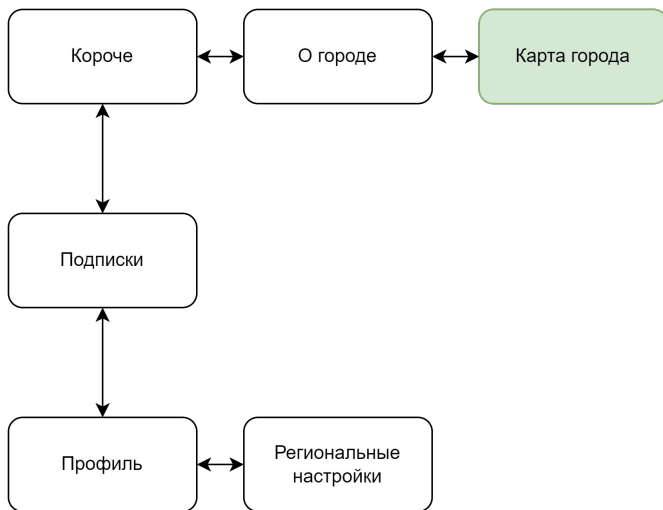 Короче
О городе
Карта города
Подписки
Профиль
Региональные
настройки